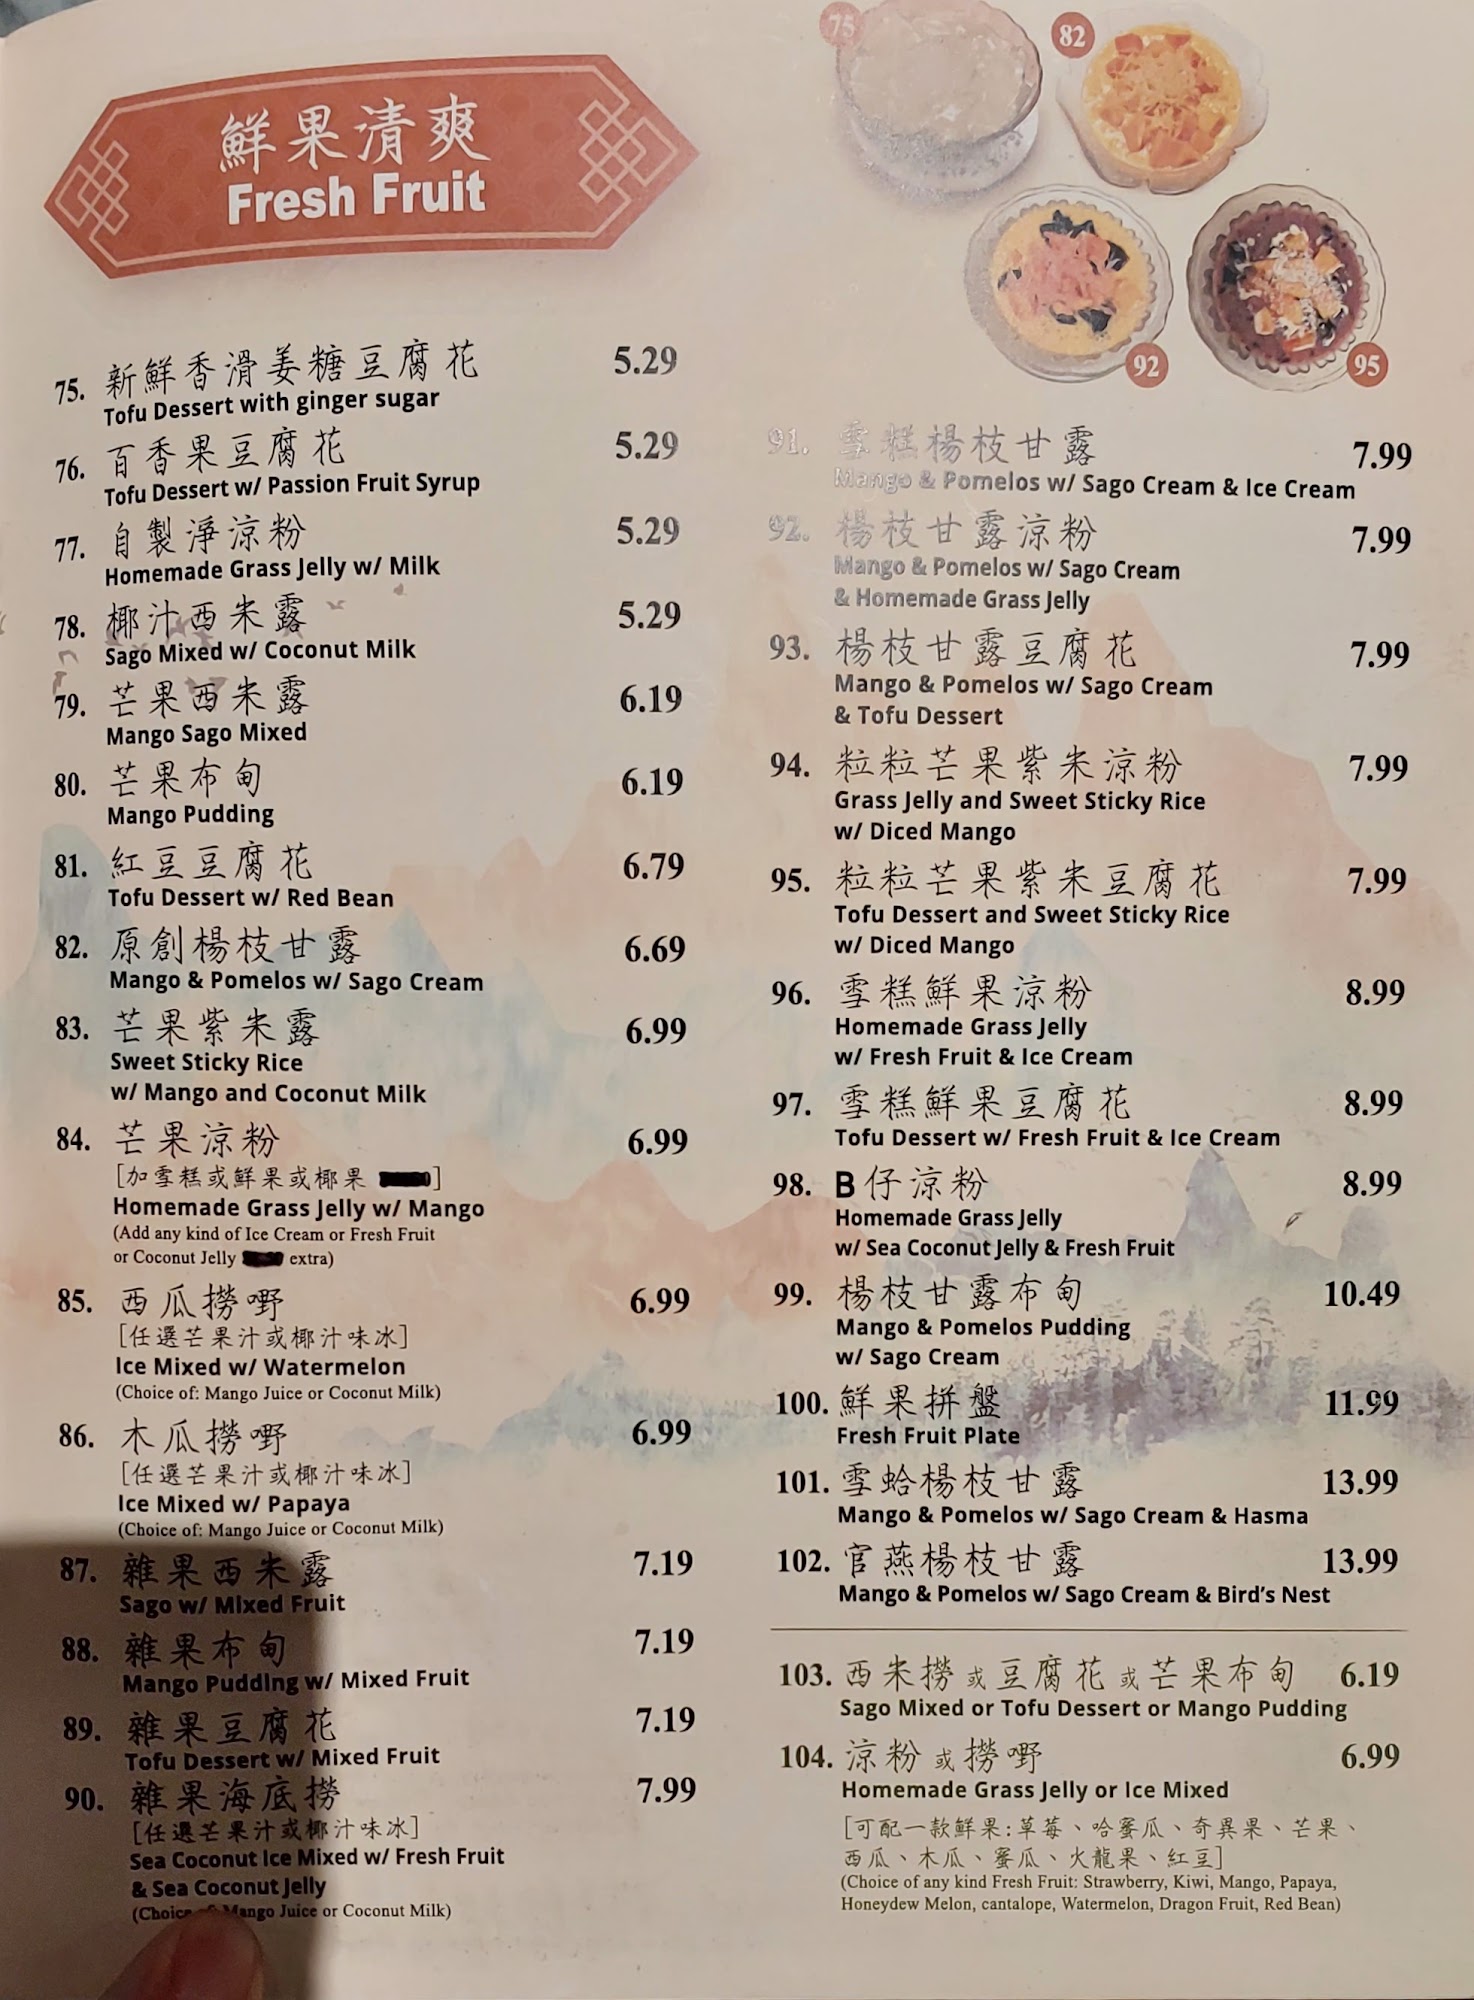 鮮果清爽
Fresh Fruit
75. 新鮮香滑姜糖豆腐花 5.29
Tofu Dessert with ginger sugar
76. 百香果豆腐花 5.29
Tofu Dessert w/ Passion Fruit Syrup
77. 自製淨涼粉 5.29
Homemade Grass Jelly w/ Milk
78. 椰汁西米露 5.29
Sago Mixed w/ Coconut Milk
79. 芒果西米露 6.19
Mango Sago Mixed
80. 芒果布甸 6.19
Mango Pudding
81. 紅豆豆腐花 6.79
Tofu Dessert w/ Red Bean
82. 原創楊枝甘露 6.69
Mango & Pomelos w/ Sago Cream
83. 芒果紫米露 6.99
Sweet Sticky Rice
w/ Mango and Coconut Milk
84. 芒果涼粉 6.99
[加雪糕或鮮果或椰果]
Homemade Grass Jelly w/ Mango
(Add any kind of Ice Cream or Fresh Fruit
or Coconut Jelly extra)
85. 西瓜撈嘢 6.99
[任選芒果汁或椰汁味冰]
Ice Mixed w/ Watermelon
(Choice of: Mango Juice or Coconut Milk)
86. 木瓜撈嘢 6.99
[任選芒果汁或椰汁味冰]
Ice Mixed w/ Papaya
(Choice of: Mango Juice or Coconut Milk)
87. 雜果西米露 7.19
Sago w/ Mixed Fruit
88. 雜果布甸 7.19
Mango Pudding w/ Mixed Fruit
89. 雜果豆腐花 7.19
Tofu Dessert w/ Mixed Fruit
90. 雜果海底撈 7.99
[任選芒果汁或椰汁味冰]
Sea Coconut Ice Mixed w/ Fresh Fruit
& Sea Coconut Jelly
(Choice of: Mango Juice or Coconut Milk)
75
82
92
95
91. 雪糕楊枝甘露 7.99
Mango & Pomelos w/ Sago Cream & Ice Cream
92. 楊枝甘露涼粉 7.99
Mango & Pomelos w/ Sago Cream
& Homemade Grass Jelly
93. 楊枝甘露豆腐花 7.99
Mango & Pomelos w/ Sago Cream
& Tofu Dessert
94. 粒粒芒果紫米涼粉 7.99
Grass Jelly and Sweet Sticky Rice
w/ Diced Mango
95. 粒粒芒果紫米豆腐花 7.99
Tofu Dessert and Sweet Sticky Rice
w/ Diced Mango
96. 雪糕鮮果涼粉 8.99
Homemade Grass Jelly
w/ Fresh Fruit & Ice Cream
97. 雪糕鮮果豆腐花 8.99
Tofu Dessert w/ Fresh Fruit & Ice Cream
98. B仔涼粉 8.99
Homemade Grass Jelly
w/ Sea Coconut Jelly & Fresh Fruit
99. 楊枝甘露布甸 10.49
Mango & Pomelos Pudding
w/ Sago Cream
100. 鮮果拼盤 11.99
Fresh Fruit Plate
101. 雪蛤楊枝甘露 13.99
Mango & Pomelos w/ Sago Cream & Hasma
102. 官燕楊枝甘露 13.99
Mango & Pomelos w/ Sago Cream & Bird's Nest
103. 西米撈或豆腐花或芒果布甸 6.19
Sago Mixed or Tofu Dessert or Mango Pudding
104. 涼粉或撈嘢 6.99
Homemade Grass Jelly or Ice Mixed
[可配一款鮮果:草莓、哈蜜瓜、奇異果、芒果、
西瓜、木瓜、蜜瓜、火龍果、紅豆]
(Choice of any kind Fresh Fruit: Strawberry, Kiwi, Mango, Papaya,
Honeydew Melon, cantalope, Watermelon, Dragon Fruit, Red Bean)